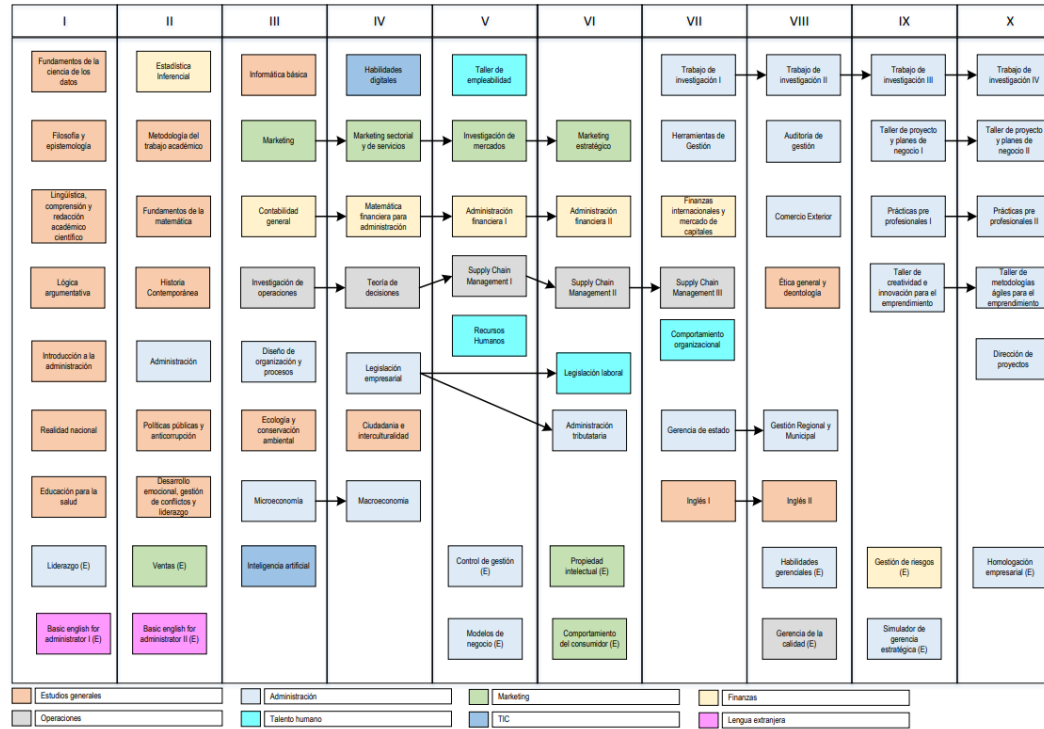 I
II
III
IV
V
VI
VII
VIII
IX
X
Fundamentos de la
ciencia de los
datos
Estadística
Inferencial
Informática básica
Habilidades
digitales
Taller de
empleabilidad
Trabajo de
investigación I
Trabajo de
investigación II
Trabajo de
investigación III
Trabajo de
investigación IV
Filosofía y
epistemología
Metodología del
trabajo académico
Marketing
Marketing sectorial
y de servicios
Investigación de
mercados
Marketing
estratégico
Herramientas de
Gestión
Auditoría de
gestión
Taller de proyecto
y planes de
negocio I
Taller de proyecto
y planes de
negocio II
Lingüística,
comprensión y
redacción
académico
científico
Fundamentos de la
matemática
Contabilidad
general
Matemática
financiera para
administración
Administración
financiera I
Administración
financiera II
Finanzas
internacionales y
mercado de
capitales
Comercio Exterior
Prácticas pre
profesionales I
Prácticas pre
profesionales II
Lógica
argumentativa
Historia
Contemporánea
Investigación de
operaciones
Teoría de
decisiones
Supply Chain
Management I
Supply Chain
Management II
Supply Chain
Management III
Ética general y
deontología
Taller de
creatividad e
innovación para el
emprendimiento
Taller de
metodologías
ágiles para el
emprendimiento
Recursos
Humanos
Comportamiento
organizacional
Introducción a la
administración
Administración
Diseño de
organización y
procesos
Legislación
empresarial
Legislación laboral
Dirección de
proyectos
Realidad nacional
Políticas públicas y
anticorrupción
Ecología y
conservación
ambiental
Ciudadania e
interculturalidad
Administración
tributataria
Gerencia de estado
Gestión Regional y
Municipal
Educación para la
salud
Desarrollo
emocional, gestión
de conflictos y
liderazgo
Microeconomía
Macroeconomia
Inglés I
Inglés II
Liderazgo (E)
Ventas (E)
Inteligencia artificial
Control de gestión
(E)
Propiedad
intelectual (E)
Habilidades
gerenciales (E)
Gestión de riesgos
(E)
Homologación
empresarial (E)
Basic english for
administrator I (E)
Basic english for
administrator II (E)
Modelos de
negocio (E)
Comportamiento
del consumidor (E)
Gerencia de la
calidad (E)
Simulador de
gerencia
estratégica (E)
Estudios generales
Administración
Marketing
Finanzas
Operaciones
Talento humano
TIC
Lengua extranjera